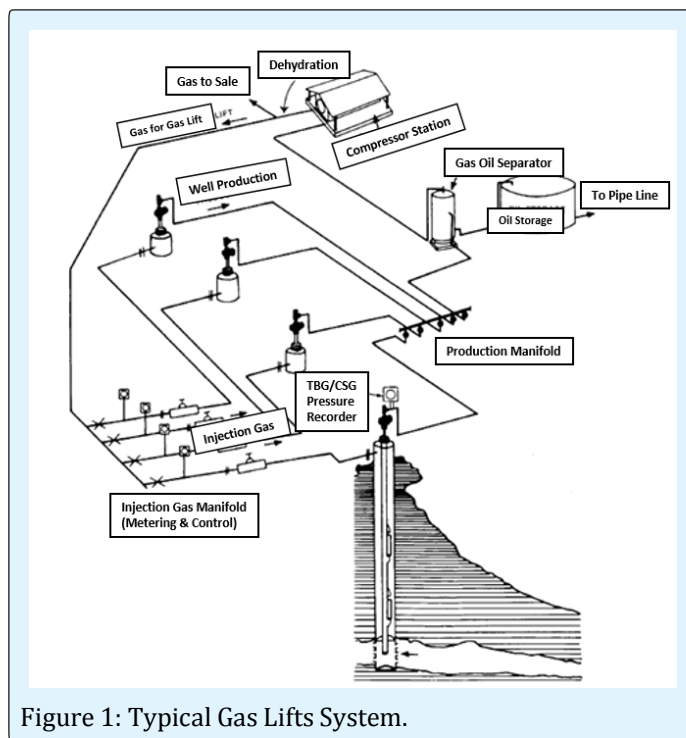 Dehydration
Gas to Sale
LIFT
Gas for Gas Lift
Compressor Station
Well Production
Gas Oil Separator
To Pipe Line
Oil Storage
Production Manifold
TBG/CSG
Pressure
Recorder
Injection Gas
Injection Gas Manifold
(Metering & Control)
Figure 1: Typical Gas Lifts System.